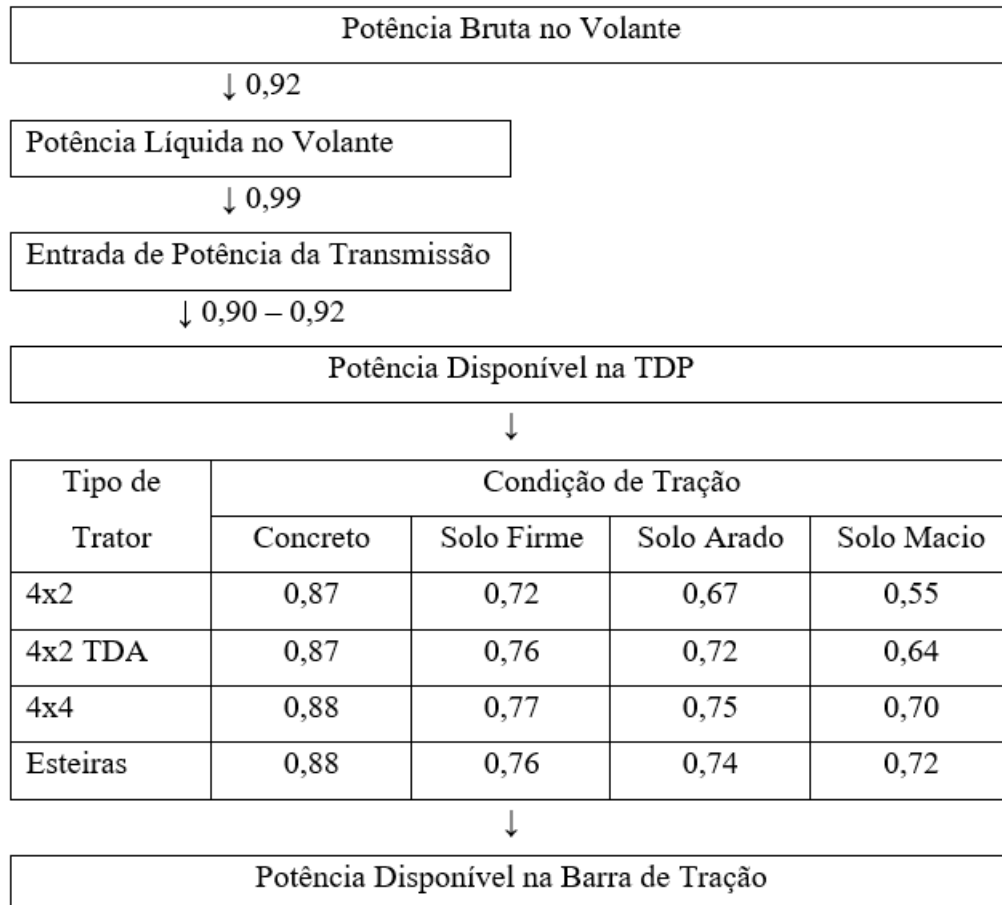 Potência Bruta no Volante
↓ 0,92
Potência Líquida no Volante
↓ 0,99
Entrada de Potência da Transmissão
↓ 0,90 – 0,92
Potência Disponível na TDP
↓
Tipo de Trator Condição de Tração
Concreto Solo Firme Solo Arado Solo Macio
4x2 0,87 0,72 0,67 0,55
4x2 TDA 0,87 0,76 0,72 0,64
4x4 0,88 0,77 0,75 0,70
Esteiras 0,88 0,76 0,74 0,72
↓
Potência Disponível na Barra de Tração